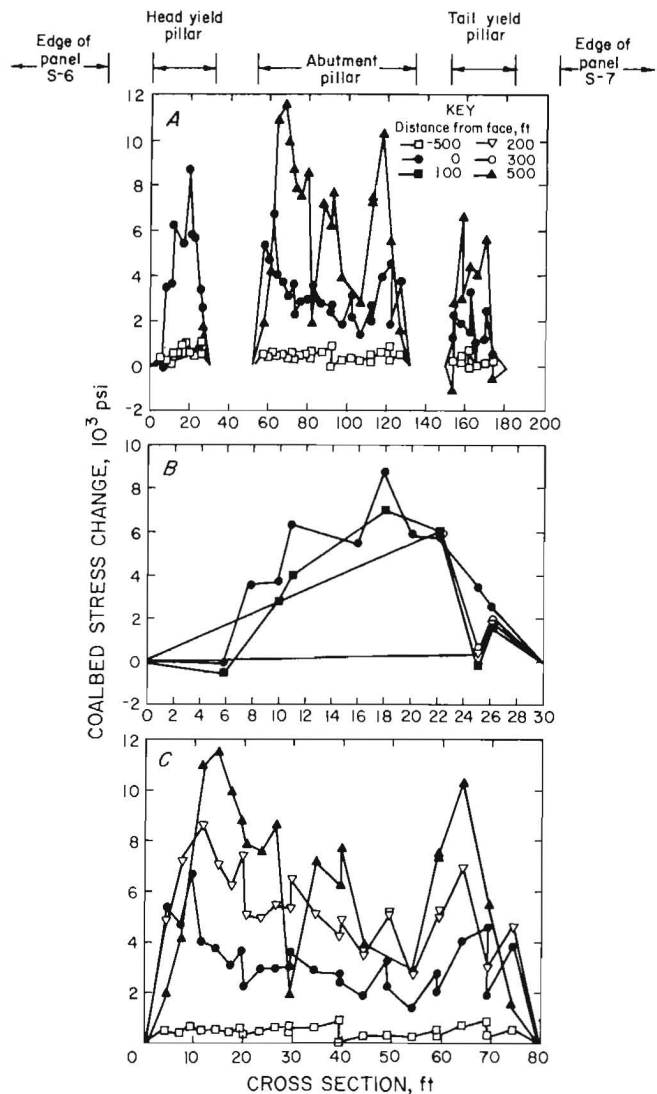 Head yield pillar
Tail yield pillar
Edge of panel S-6
Abutment pillar
Edge of panel S-7
A
KEY
Distance from face, ft
-500
0
100
200
300
500
12
10
8
6
4
2
0
-2
0 20 40 60 80 100 120 140 160 180 200
COALBED STRESS CHANGE, 10³ psi
B
10
8
6
4
2
0
-2
0 2 4 6 8 10 12 14 16 18 20 22 24 26 28 30
C
12
10
8
6
4
2
0 10 20 30 40 50 60 70 80
CROSS SECTION, ft